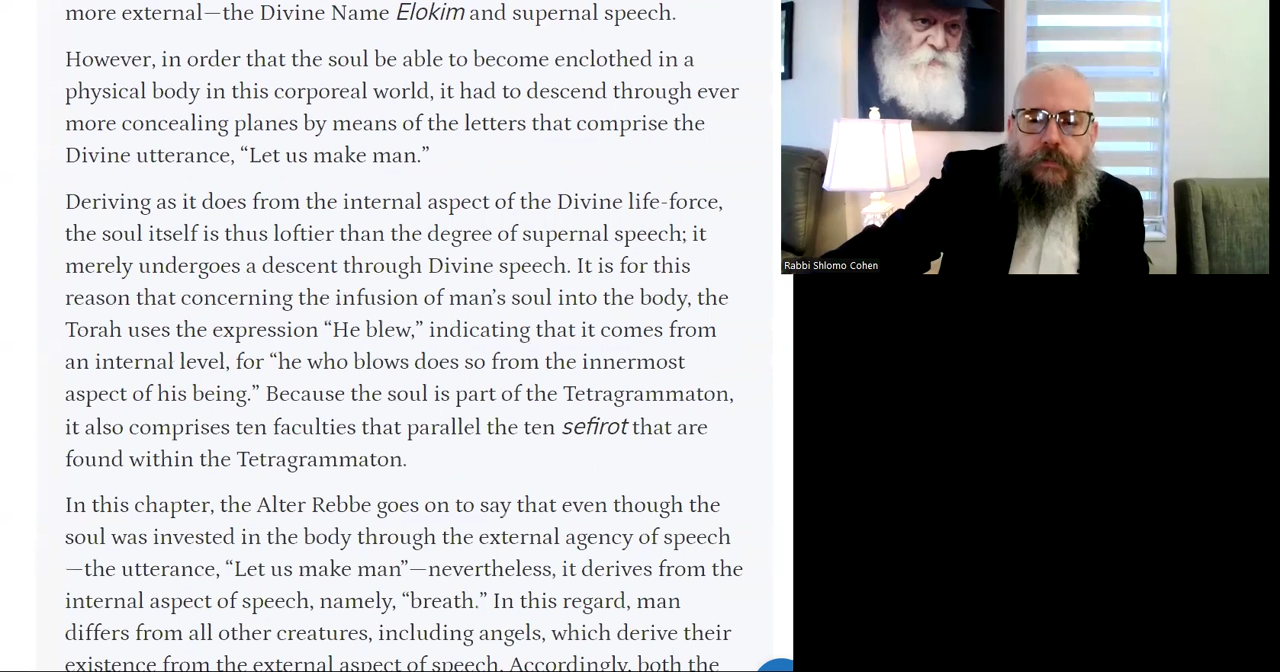 more external—the Divine Name Elokim and supernal speech.
However, in order that the soul be able to become enclothed in a
physical body in this corporeal world, it had to descend through ever
more concealing planes by means of the letters that comprise the
Divine utterance, “Let us make man.”
Deriving as it does from the internal aspect of the Divine life-force,
the soul itself is thus loftier than the degree of supernal speech; it
merely undergoes a descent through Divine speech. It is for this
reason that concerning the infusion of man’s soul into the body, the
Torah uses the expression “He blew,” indicating that it comes from
an internal level, for “he who blows does so from the innermost
aspect of his being.” Because the soul is part of the Tetragrammaton,
it also comprises ten faculties that parallel the ten sefirot that are
found within the Tetragrammaton.
In this chapter, the Alter Rebbe goes on to say that even though the
soul was invested in the body through the external agency of speech
—the utterance, “Let us make man”—nevertheless, it derives from the
internal aspect of speech, namely, “breath.” In this regard, man
differs from all other creatures, including angels, which derive their
existence from the external aspect of speech. Accordingly, both the
Rabbi Shlomo Cohen